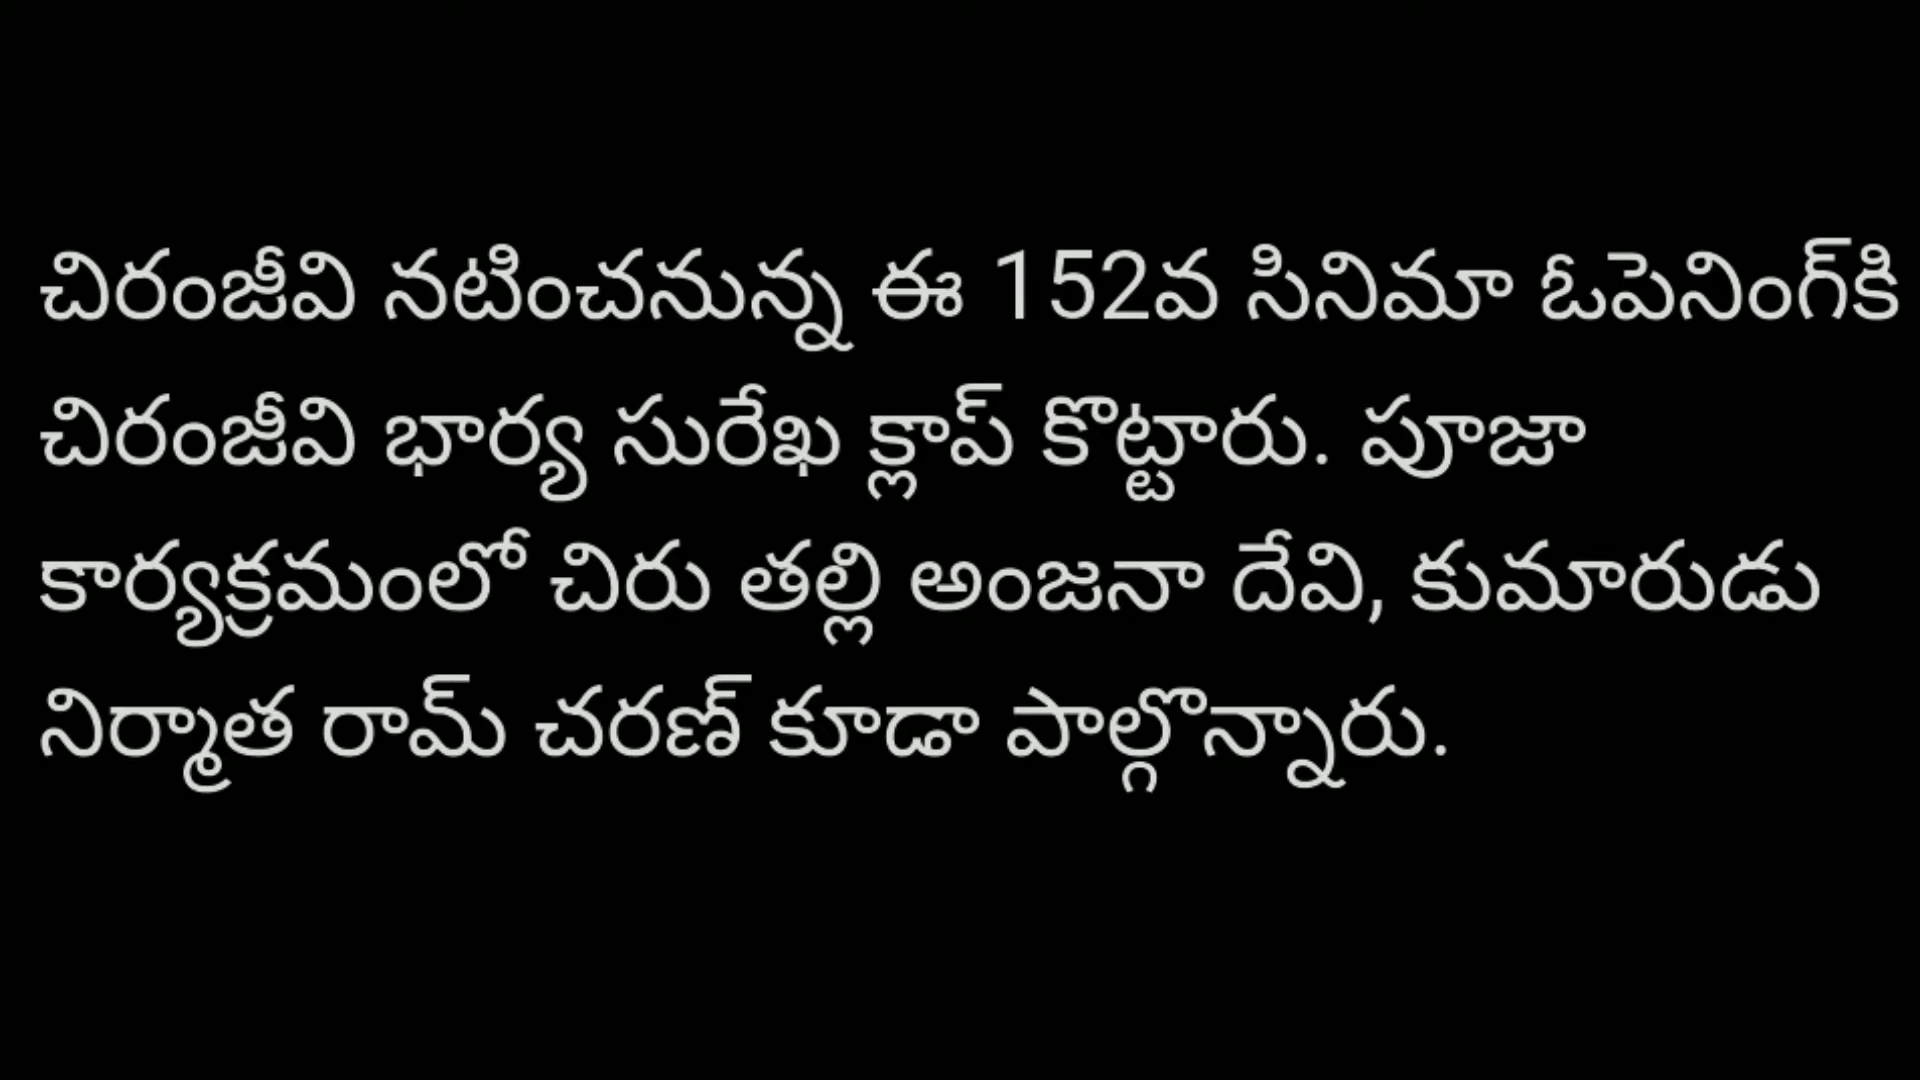 చిరంజీవి నటించనున్న ఈ 152వ సినిమా ఓపెనింగ్‌కి
చిరంజీవి భార్య సురేఖ క్లాప్ కొట్టారు. పూజా
కార్యక్రమంలో చిరు తల్లి అంజనా దేవి, కుమారుడు
నిర్మాత రామ్ చరణ్ కూడా పాల్గొన్నారు.